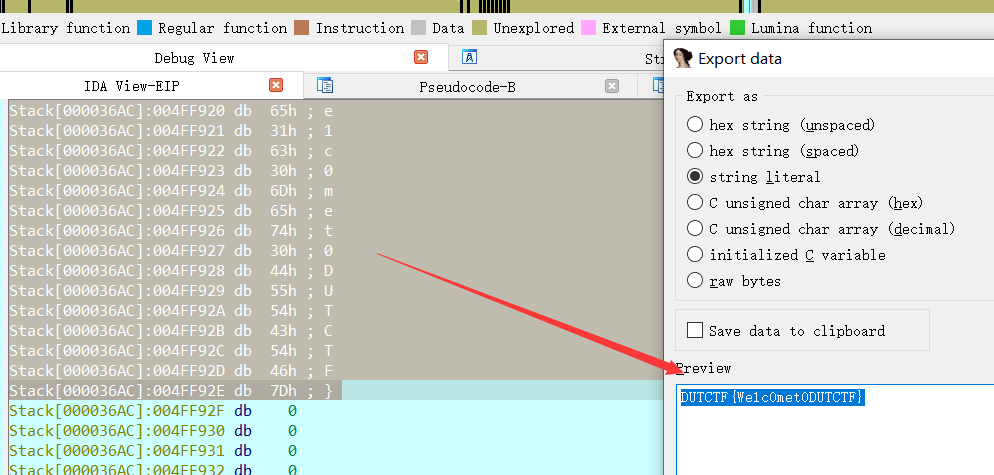 Library function Regular function Instruction Data Unexplored External symbol Lumina function
Debug View
IDA View-EIP Pseudocode-B
Stack[000036AC]:004FF920 db 65h ; e
Stack[000036AC]:004FF921 db 31h ; 1
Stack[000036AC]:004FF922 db 63h ; c
Stack[000036AC]:004FF923 db 30h ; 0
Stack[000036AC]:004FF924 db 6Dh ; m
Stack[000036AC]:004FF925 db 65h ; e
Stack[000036AC]:004FF926 db 74h ; t
Stack[000036AC]:004FF927 db 30h ; 0
Stack[000036AC]:004FF928 db 44h ; D
Stack[000036AC]:004FF929 db 55h ; U
Stack[000036AC]:004FF92A db 54h ; T
Stack[000036AC]:004FF92B db 43h ; C
Stack[000036AC]:004FF92C db 54h ; T
Stack[000036AC]:004FF92D db 46h ; F
Stack[000036AC]:004FF92E db 7Dh ; }
Stack[000036AC]:004FF92F db 0
Stack[000036AC]:004FF930 db 0
Stack[000036AC]:004FF931 db 0
Stack[000036AC]:004FF932 db 0
Export data
Export as
hex string (unspaced)
hex string (spaced)
string literal
C unsigned char array (hex)
C unsigned char array (decimal)
initialized C variable
raw bytes
Save data to clipboard
Preview
DUTCTF{We1c0met0DUTCTF}